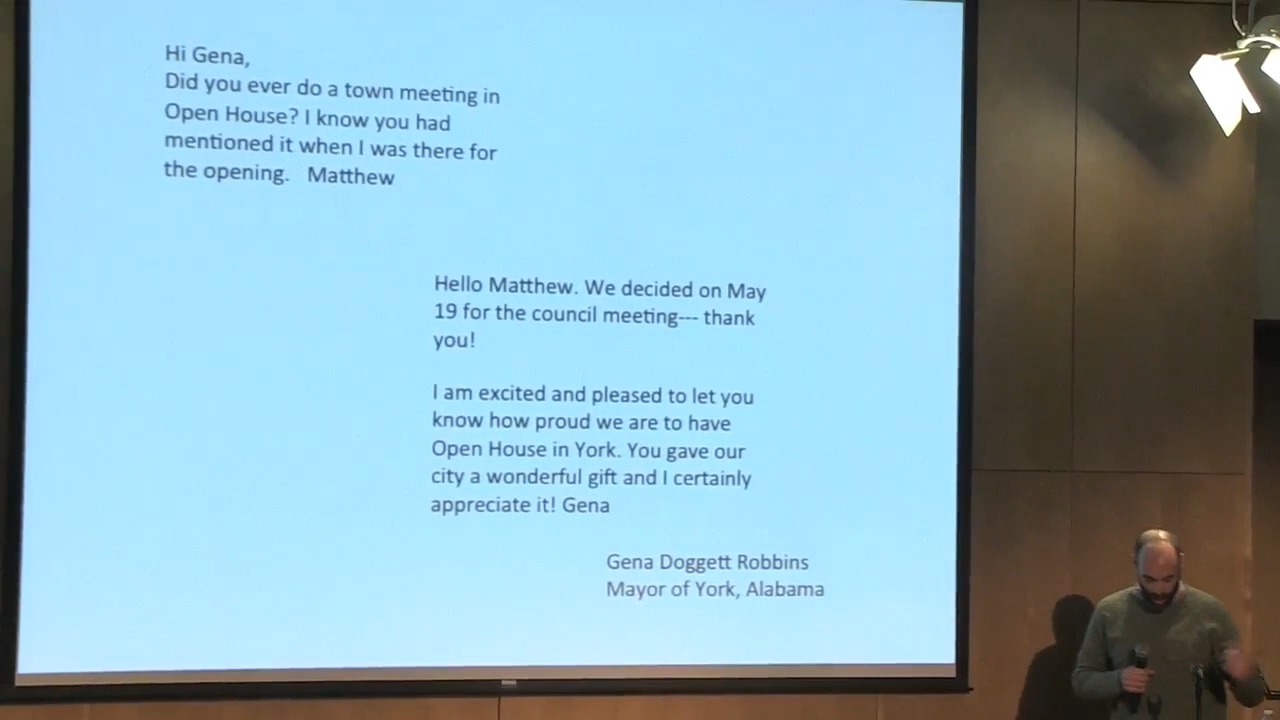 Hi Gena,
Did you ever do a town meeting in
Open House? I know you had
mentioned it when I was there for
the opening.   Matthew
Hello Matthew. We decided on May
19 for the council meeting--- thank
you!
I am excited and pleased to let you
know how proud we are to have
Open House in York. You gave our
city a wonderful gift and I certainly
appreciate it! Gena
Gena Doggett Robbins
Mayor of York, Alabama